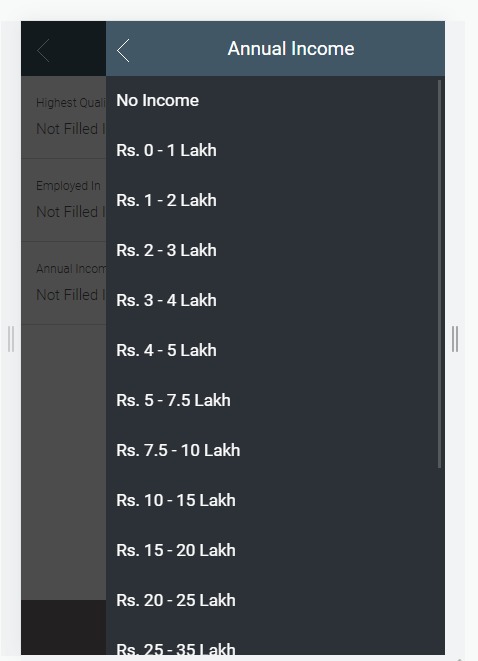 Annual Income
Highest Quali
Not Filled I
Employed In
Not Filled I
Annual Incom
Not Filled I
No Income
Rs. 0 - 1 Lakh
Rs. 1 - 2 Lakh
Rs. 2 - 3 Lakh
Rs. 3 - 4 Lakh
Rs. 4 - 5 Lakh
Rs. 5 - 7.5 Lakh
Rs. 7.5 - 10 Lakh
Rs. 10 - 15 Lakh
Rs. 15 - 20 Lakh
Rs. 20 - 25 Lakh
Rs. 25 - 35 Lakh